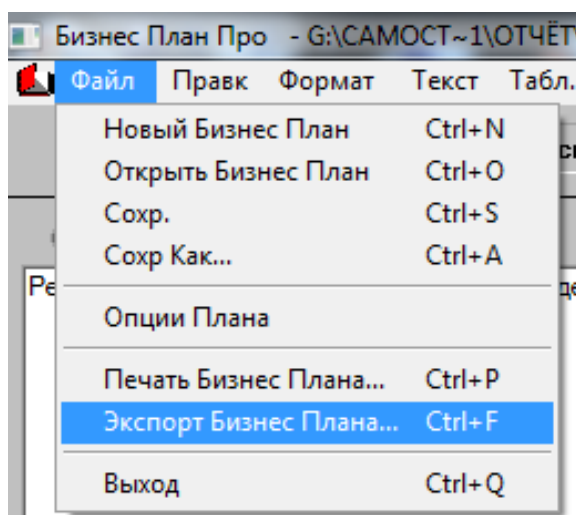 Бизнес План Про - G:\САМОСТ~1\ОТЧЁТ\
Файл Правк Формат Текст Табл.
Новый Бизнес План Ctrl+N
Открыть Бизнес План Ctrl+O
Сохр. Ctrl+S
Сохр Как... Ctrl+A
Опции Плана
Печать Бизнес Плана... Ctrl+P
Экспорт Бизнес Плана... Ctrl+F
Выход Ctrl+Q